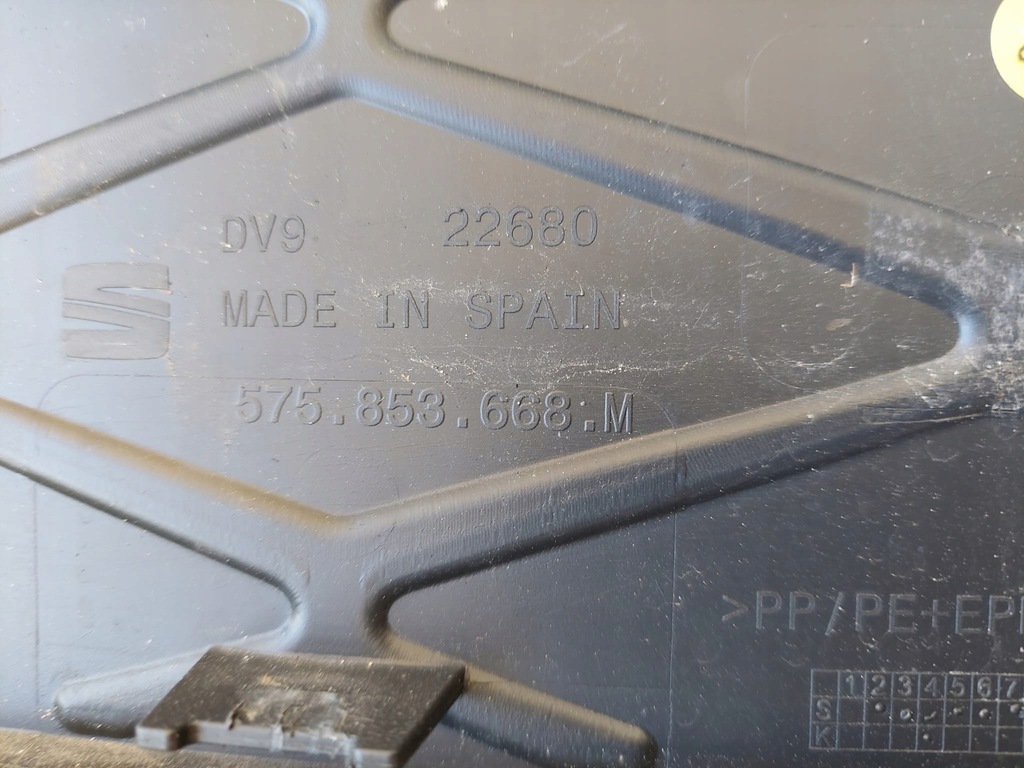 DV9 22680
MADE IN SPAIN
575.853.668.M
>PP/PE+EP
1 2 3 4 5 6 7
S
K